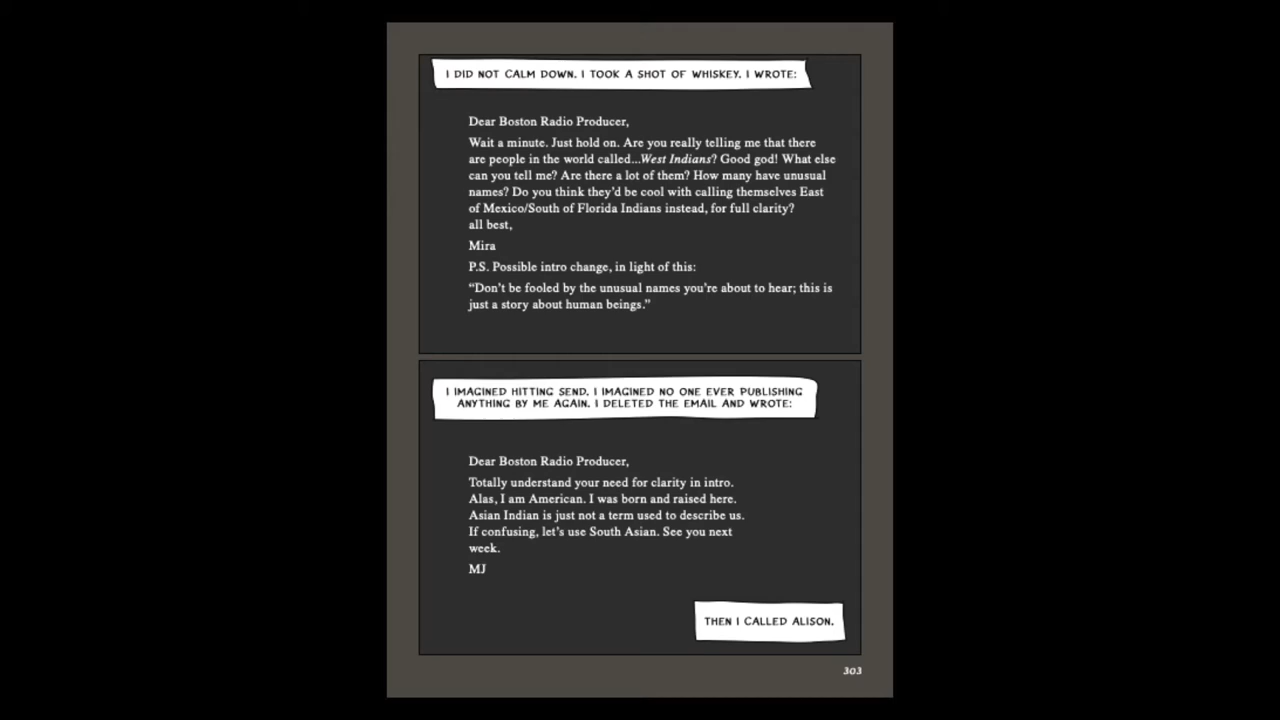 I DID NOT CALM DOWN. I TOOK A SHOT OF WHISKEY. I WROTE:
Dear Boston Radio Producer,
Wait a minute. Just hold on. Are you really telling me that there
are people in the world called...West Indians? Good god! What else
can you tell me? Are there a lot of them? How many have unusual
names? Do you think they'd be cool with calling themselves East
of Mexico/South of Florida Indians instead, for full clarity?
all best,
Mira
P.S. Possible intro change, in light of this:
“Don't be fooled by the unusual names you're about to hear; this is
just a story about human beings.”
I IMAGINED HITTING SEND. I IMAGINED NO ONE EVER PUBLISHING
ANYTHING BY ME AGAIN. I DELETED THE EMAIL AND WROTE:
Dear Boston Radio Producer,
Totally understand your need for clarity in intro.
Alas, I am American. I was born and raised here.
Asian Indian is just not a term used to describe us.
If confusing, let's use South Asian. See you next
week.
MJ
THEN I CALLED ALISON.
303